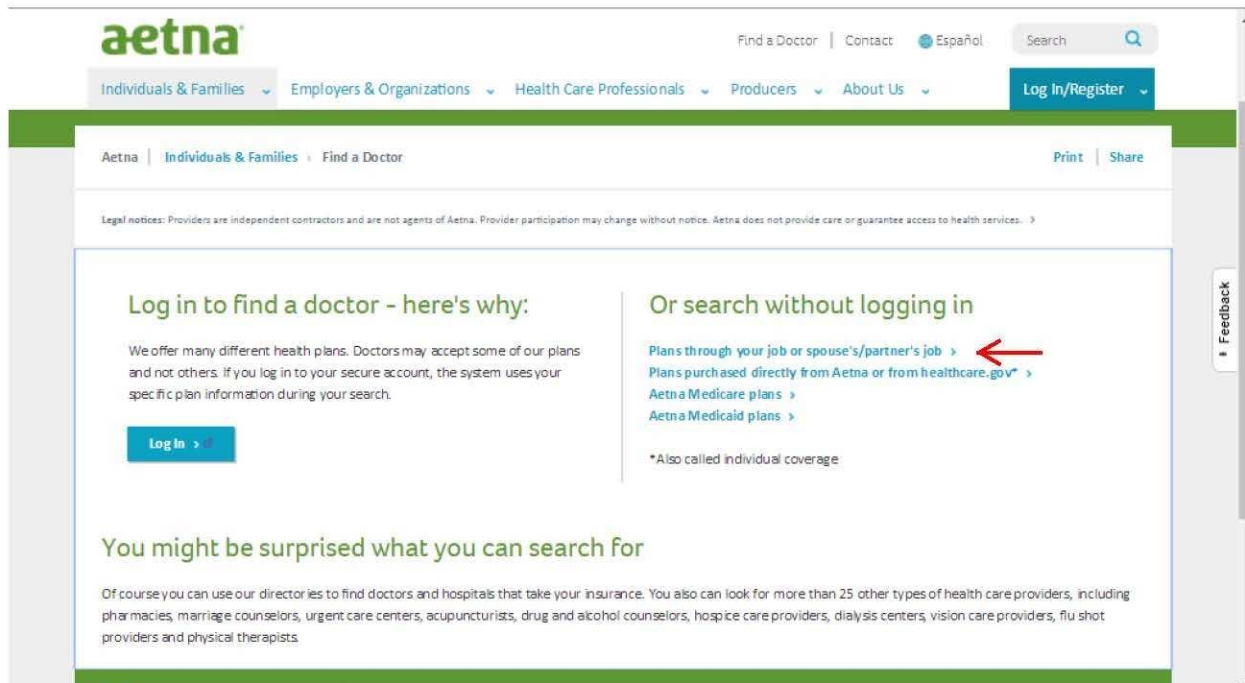 aetna
Find a Doctor | Contact Español Search
Individuals & Families Employers & Organizations Health Care Professionals Producers About Us Log In/Register
Aetna | Individuals & Families › Find a Doctor Print | Share
Legal notices: Providers are independent contractors and are not agents of Aetna. Provider participation may change without notice. Aetna does not provide care or guarantee access to health services. >
Log in to find a doctor - here's why:
We offer many different health plans. Doctors may accept some of our plans
and not others. If you log in to your secure account, the system uses your
specific plan information during your search.
Log In >
Or search without logging in
Plans through your job or spouse's/partner's job >
Plans purchased directly from Aetna or from healthcare.gov* >
Aetna Medicare plans >
Aetna Medicaid plans >
*Also called individual coverage
Feedback
You might be surprised what you can search for
Of course you can use our directories to find doctors and hospitals that take your insurance. You also can look for more than 25 other types of health care providers, including
pharmacies, marriage counselors, urgent care centers, acupuncturists, drug and alcohol counselors, hospice care providers, dialysis centers, vision care providers, flu shot
providers and physical therapists.